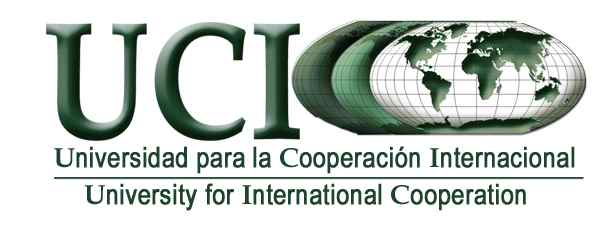 UCI
Universidad para la Cooperación Internacional
University for International Cooperation